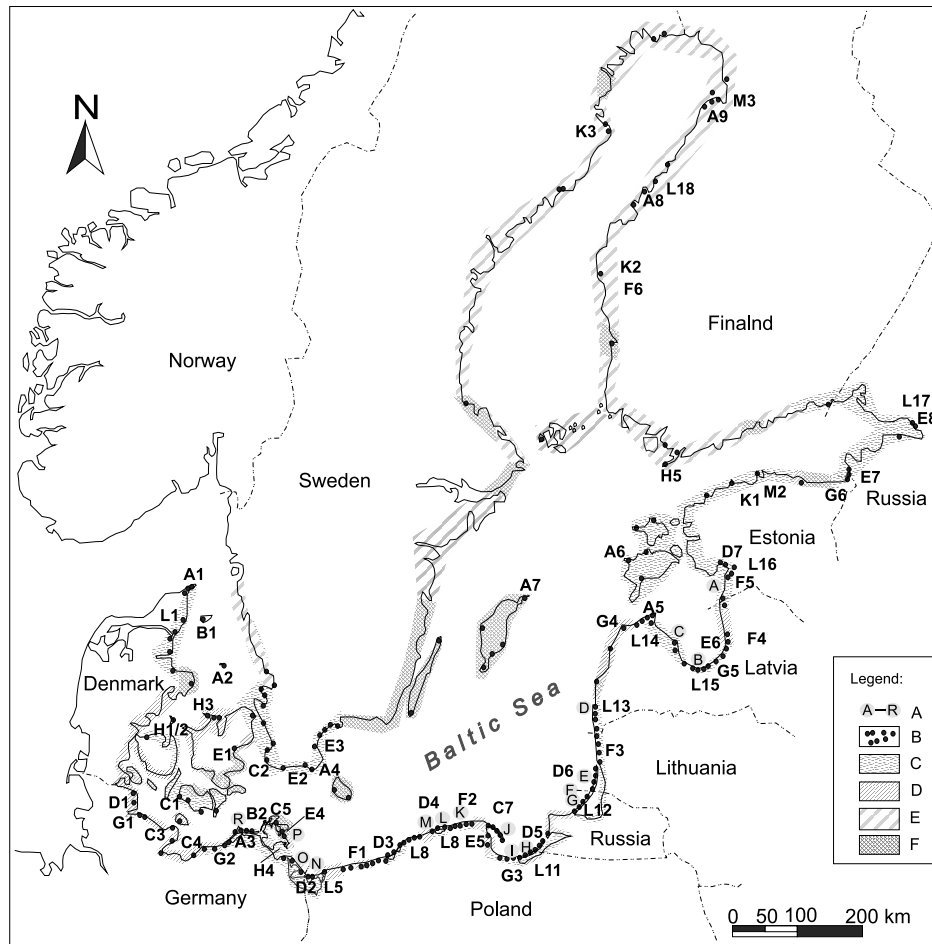 N
K3
M3
A9
L18
A8
K2
F6
Finalnd
Norway
L17
E8
Sweden
H5
E7
M2
G6
K1
Russia
Estonia
A6
D7
L16
A
F5
A1
A7
L1
B1
A5
G4
L14
C
E6
F4
B
G5
Latvia
L15
A2
Denmark
H3
H1/2
Baltic Sea
D
L13
E1
E3
C2
E2
A4
F3
Lithuania
D6
E
F
G
L12
Russia
D1
G1
C1
C3
C4
R
B2
C5
E4
P
A3
G2
H4
O
N
D2
L5
F1
D3
L8
D4
M
L
F2
K
L8
C7
J
E5
I
H
D5
G3
L11
Germany
Poland
Legend:
A–R A
B
C
D
E
F
0 50 100 200 km